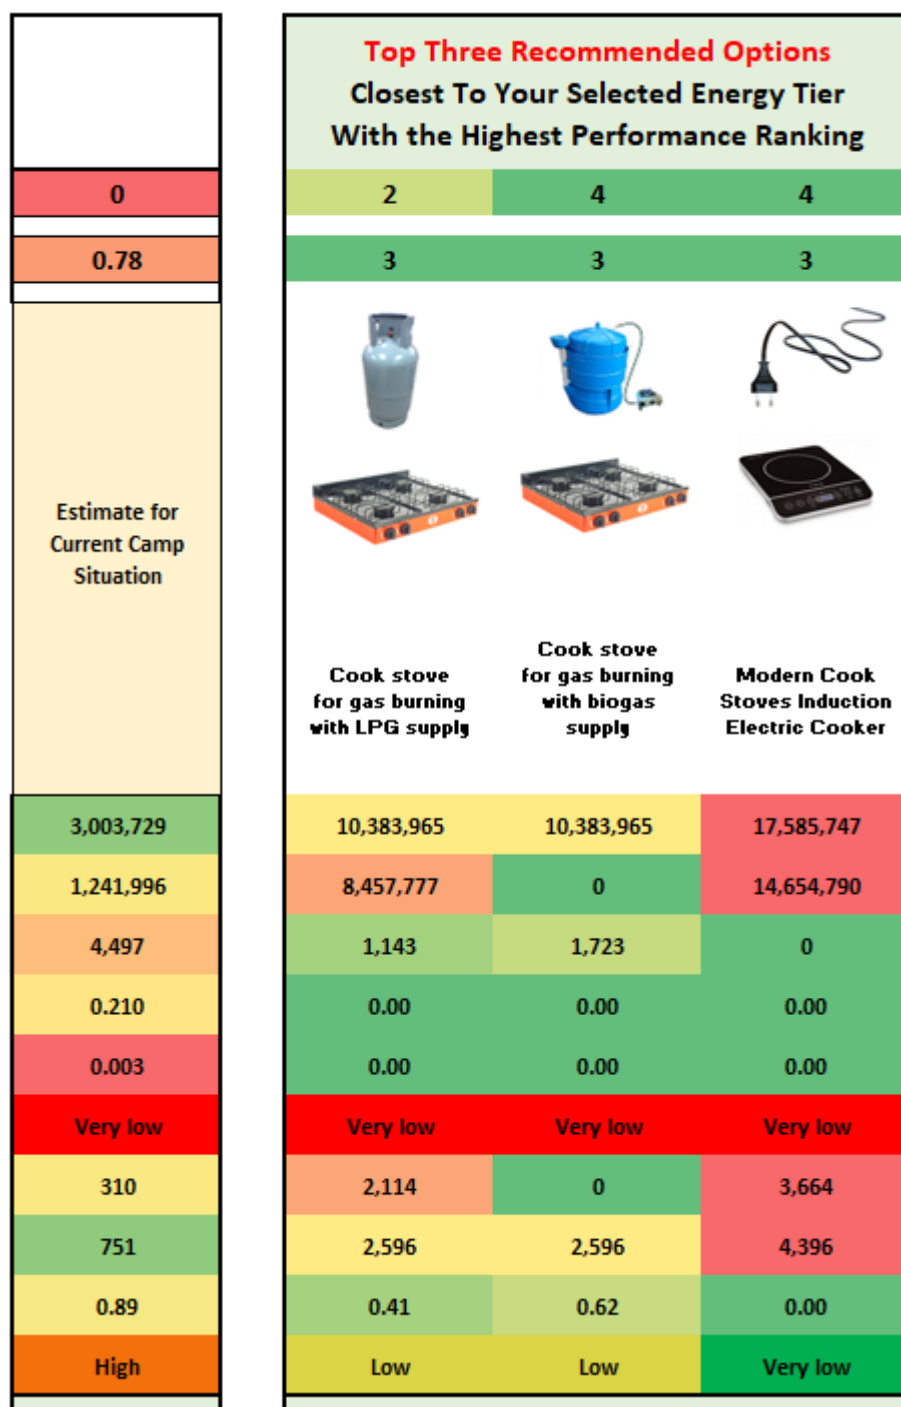 Top Three Recommended Options
Closest To Your Selected Energy Tier
With the Highest Performance Ranking
0 2 4 4
0.78 3 3 3
Estimate for
Current Camp
Situation
Cook stove
for gas burning
with LPG supply
Cook stove
for gas burning
with biogas
supply
Modern Cook
Stoves Induction
Electric Cooker
3,003,729 10,383,965 10,383,965 17,585,747
1,241,996 8,457,777 0 14,654,790
4,497 1,143 1,723 0
0.210 0.00 0.00 0.00
0.003 0.00 0.00 0.00
Very low Very low Very low Very low
310 2,114 0 3,664
751 2,596 2,596 4,396
0.89 0.41 0.62 0.00
High Low Low Very low